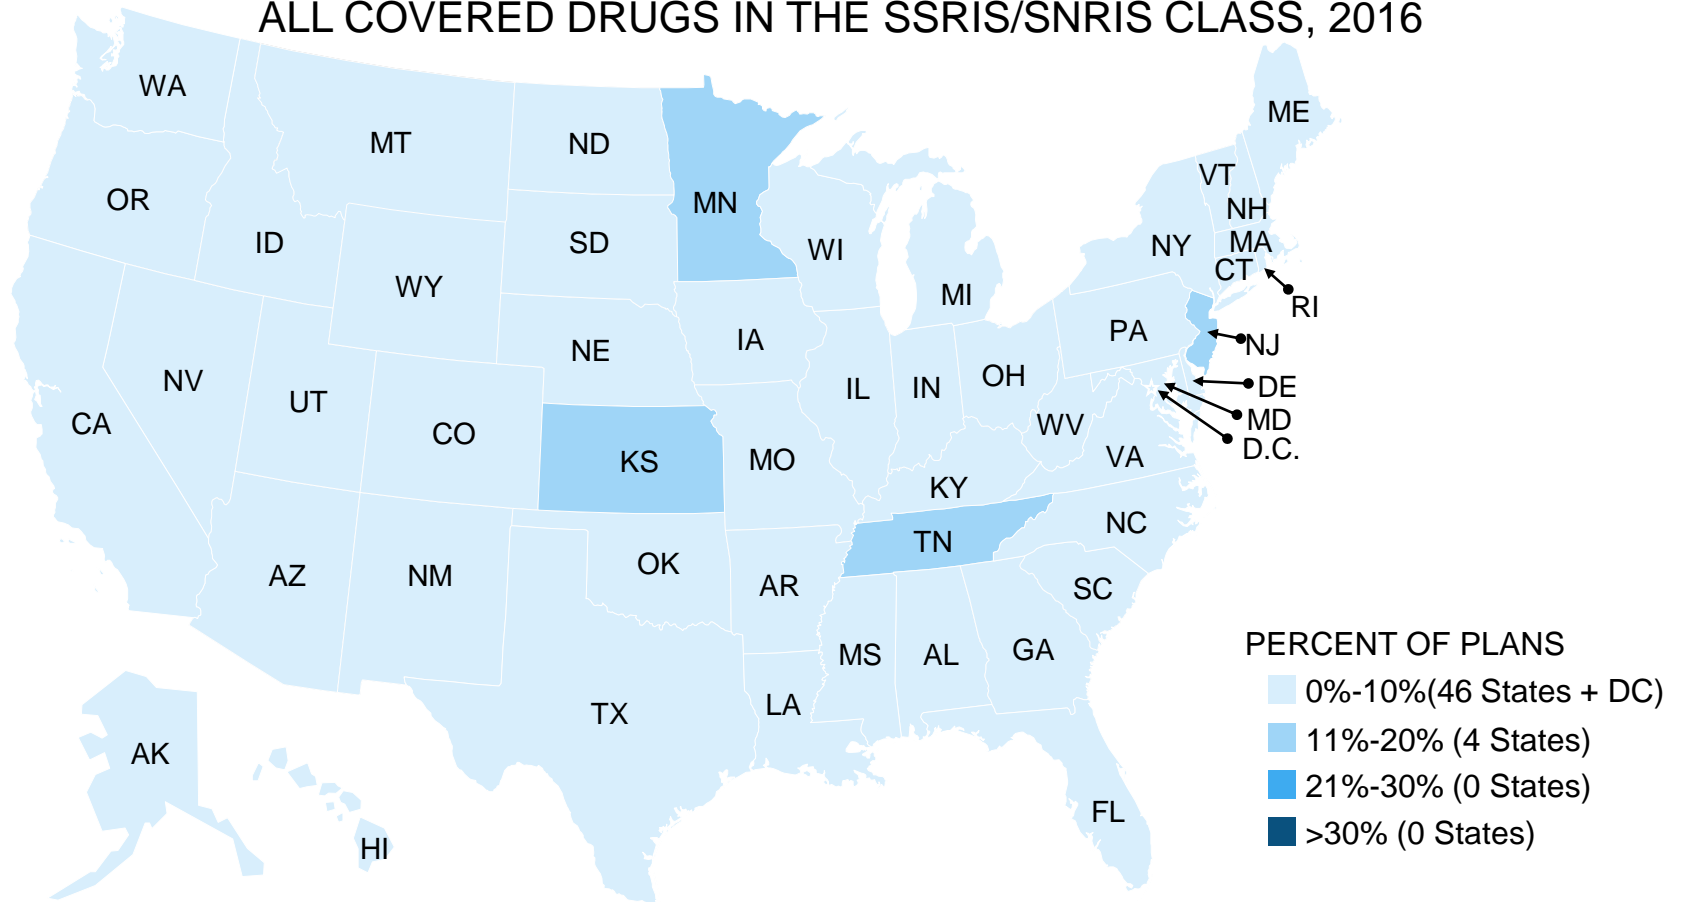 ALL COVERED DRUGS IN THE SSRIS/SNRIS CLASS, 2016
WA
MT
ND
MN
ME
OR
ID
SD
WI
VT
NH
NY
MA
CT
RI
WY
MI
IA
PA
NJ
NE
NV
UT
IL
IN
OH
DE
MD
D.C.
CA
CO
KS
MO
WV
VA
KY
NC
TN
AZ
NM
OK
AR
SC
MS
AL
GA
TX
LA
AK
HI
FL
PERCENT OF PLANS
0%-10%(46 States + DC)
11%-20% (4 States)
21%-30% (0 States)
>30% (0 States)